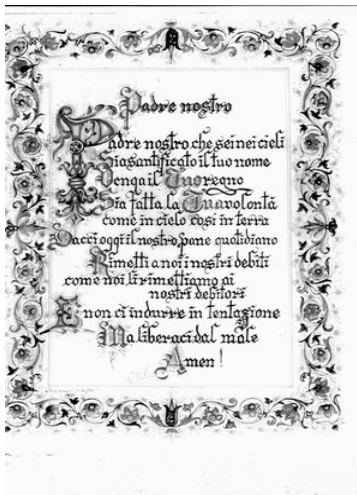 Padre nostro
Padre nostro, che sei nei cieli
Sia santificato il tuo nome
Venga il Tuo regno
Sia fatta la Tua volontà
come in cielo così in terra
Dacci oggi il nostro pane quotidiano
Rimetti a noi i nostri debiti
come noi li rimettiamo ai
nostri debitori
E non ci indurre in tentazione
Ma liberaci dal male
Amen!